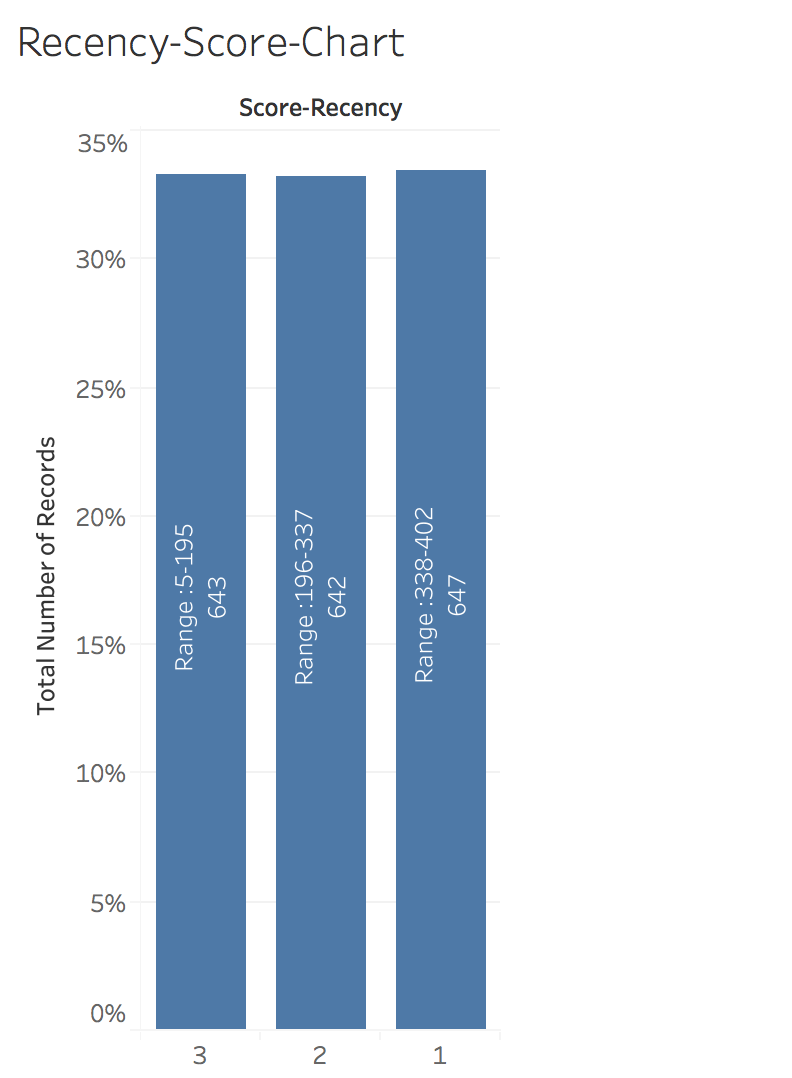 Recency-Score-Chart
Score-Recency
35%
30%
25%
20%
15%
10%
5%
0%
Total Number of Records
Range :5-195
643
Range :196-337
642
Range :338-402
647
3
2
1